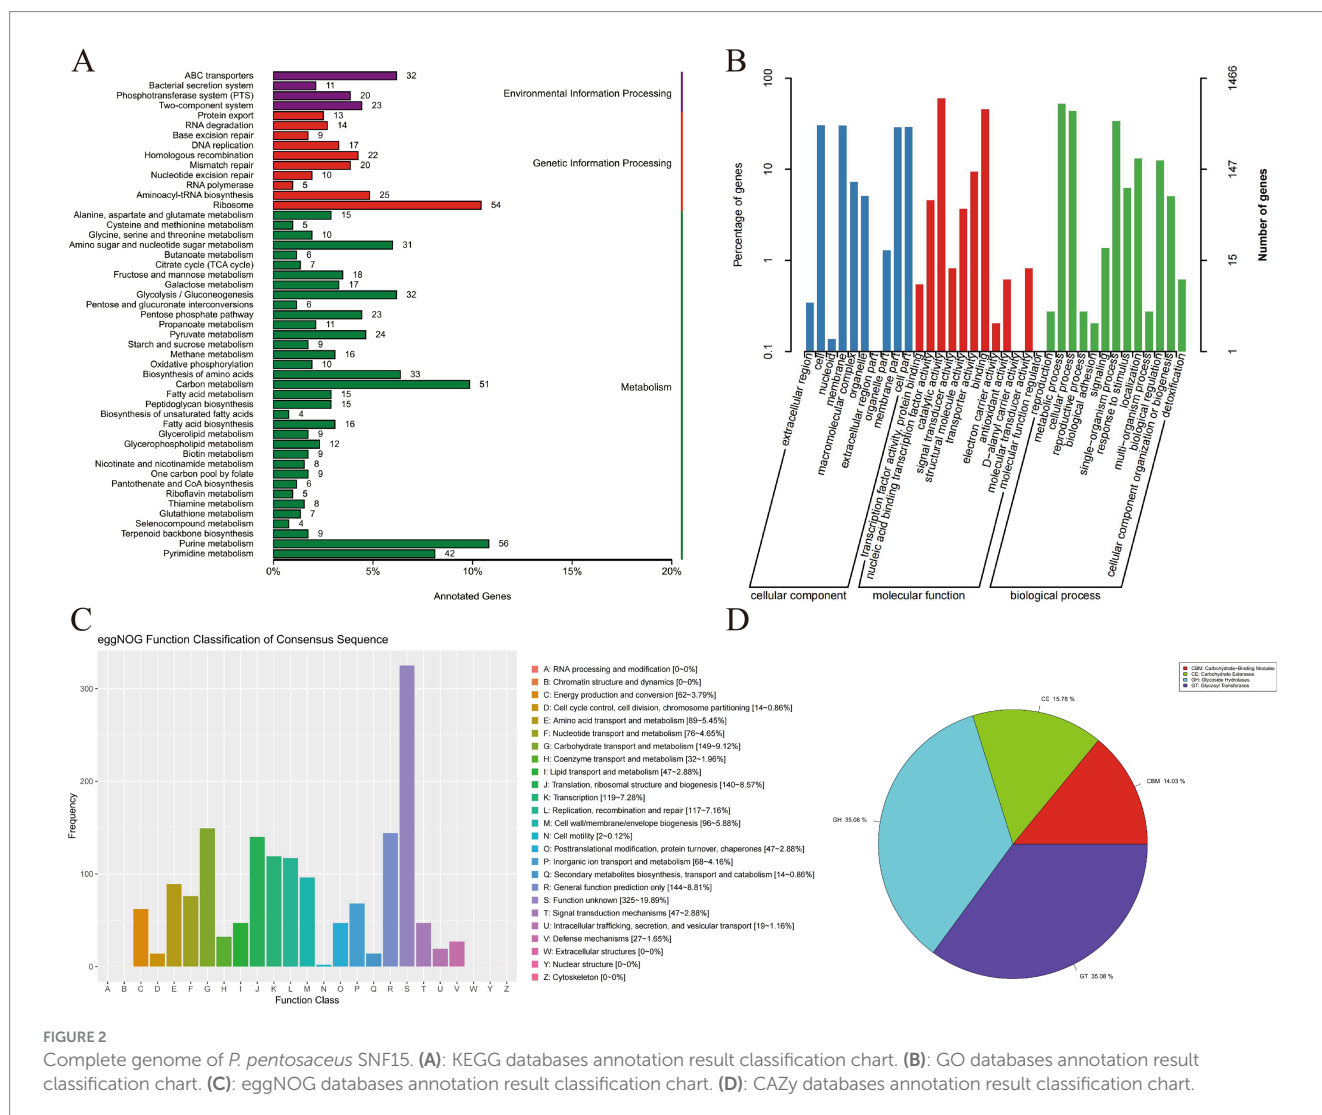 A
ABC transporters 32
Bacterial secretion system 11
Phosphotransferase system (PTS) 20
Two-component system 23
Protein export 13
RNA degradation 14
Base excision repair 9
DNA replication 17
Homologous recombination 22
Mismatch repair 20
Nucleotide excision repair 10
RNA polymerase 5
Aminoacyl-tRNA biosynthesis 25
Ribosome 54
Alanine, aspartate and glutamate metabolism 15
Cysteine and methionine metabolism 5
Glycine, serine and threonine metabolism 10
Amino sugar and nucleotide sugar metabolism 31
Butanoate metabolism 6
Citrate cycle (TCA cycle) 7
Fructose and mannose metabolism 18
Galactose metabolism 17
Glycolysis / Gluconeogenesis 32
Pentose and glucuronate interconversions 6
Pentose phosphate pathway 23
Propanoate metabolism 11
Pyruvate metabolism 24
Starch and sucrose metabolism 9
Methane metabolism 16
Oxidative phosphorylation 10
Biosynthesis of amino acids 33
Carbon metabolism 51
Fatty acid metabolism 15
Peptidoglycan biosynthesis 15
Biosynthesis of unsaturated fatty acids 4
Fatty acid biosynthesis 16
Glycerolipid metabolism 9
Glycerophospholipid metabolism 12
Biotin metabolism 9
Nicotinate and nicotinamide metabolism 8
One carbon pool by folate 9
Pantothenate and CoA biosynthesis 6
Riboflavin metabolism 5
Thiamine metabolism 8
Glutathione metabolism 7
Selenocompound metabolism 4
Terpenoid backbone biosynthesis 9
Purine metabolism 56
Pyrimidine metabolism 42
0% 5% 10% 15% 20%
Annotated Genes
Environmental Information Processing
Genetic Information Processing
Metabolism
B
Percentage of genes
100
10
1
0.1
Number of genes
1466
147
15
1
extracellular region
cell
nucleoid
membrane
macromolecular complex
organelle
extracellular region part
organelle part
membrane part
cell part
transcription factor activity, protein binding
nucleic acid binding transcription factor activity
catalytic activity
signal transducer activity
structural molecule activity
transporter activity
binding
electron carrier activity
antioxidant activity
D-alanyl carrier activity
molecular transducer activity
molecular function regulator
reproduction
metabolic process
cellular process
reproductive process
biological adhesion
signaling
single-organism process
response to stimulus
localization
multi-organism process
biological regulation
cellular component organization or biogenesis
detoxification
cellular component
molecular function
biological process
C
eggNOG Function Classification of Consensus Sequence
Frequency
300
200
100
0
A B C D E F G H I J K L M N O P Q R S T U V W Y Z
Function Class
A: RNA processing and modification [0~0%]
B: Chromatin structure and dynamics [0~0%]
C: Energy production and conversion [62~3.79%]
D: Cell cycle control, cell division, chromosome partitioning [14~0.86%]
E: Amino acid transport and metabolism [89~5.45%]
F: Nucleotide transport and metabolism [76~4.65%]
G: Carbohydrate transport and metabolism [149~9.12%]
H: Coenzyme transport and metabolism [32~1.96%]
I: Lipid transport and metabolism [47~2.88%]
J: Translation, ribosomal structure and biogenesis [140~8.57%]
K: Transcription [119~7.28%]
L: Replication, recombination and repair [117~7.16%]
M: Cell wall/membrane/envelope biogenesis [96~5.88%]
N: Cell motility [2~0.12%]
O: Posttranslational modification, protein turnover, chaperones [47~2.88%]
P: Inorganic ion transport and metabolism [68~4.16%]
Q: Secondary metabolites biosynthesis, transport and catabolism [14~0.86%]
R: General function prediction only [144~8.81%]
S: Function unknown [325~19.89%]
T: Signal transduction mechanisms [47~2.88%]
U: Intracellular trafficking, secretion, and vesicular transport [19~1.16%]
V: Defense mechanisms [27~1.65%]
W: Extracellular structures [0~0%]
Y: Nuclear structure [0~0%]
Z: Cytoskeleton [0~0%]
D
CBM: Carbohydrate-Binding Modules
CE: Carbohydrate Esterases
GH: Glycoside Hydrolases
GT: Glycosyl Transferases
CE 15.78 %
CBM 14.03 %
GH 35.08 %
GT 35.08 %
FIGURE 2
Complete genome of P. pentosaceus SNF15. (A): KEGG databases annotation result classification chart. (B): GO databases annotation result
classification chart. (C): eggNOG databases annotation result classification chart. (D): CAZy databases annotation result classification chart.